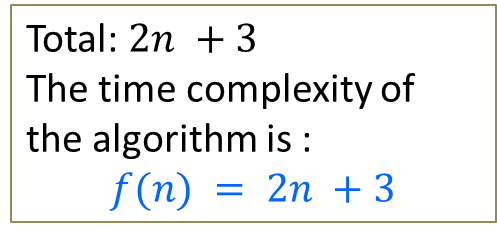 Total: 2n + 3
The time complexity of
the algorithm is :
f(n) = 2n + 3